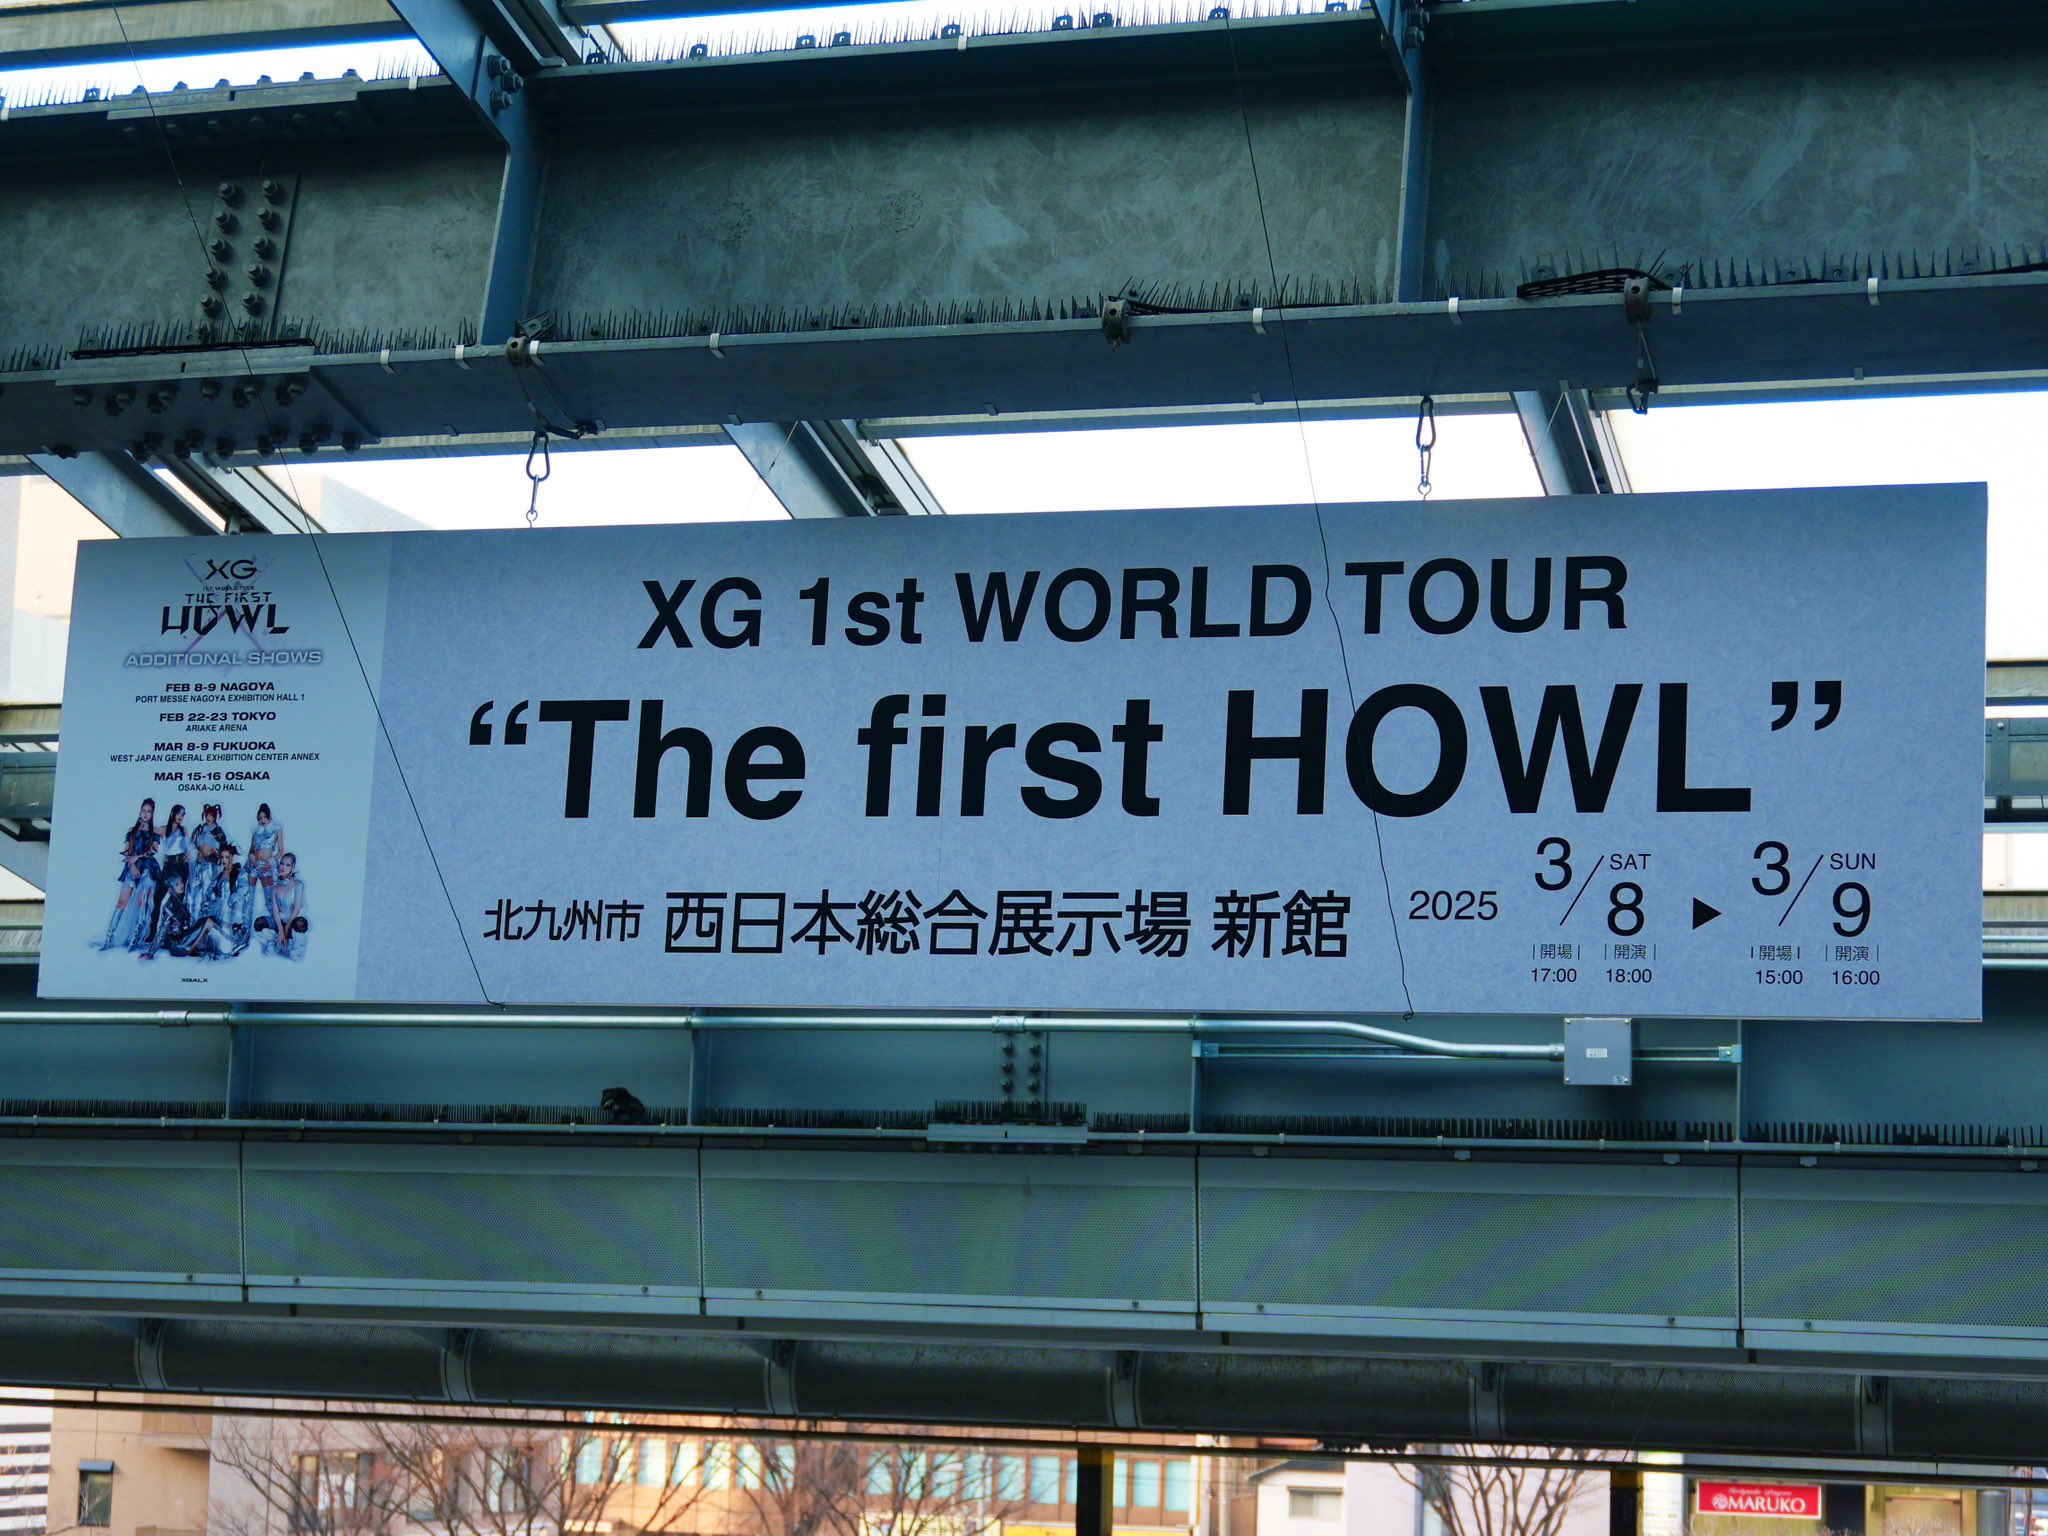 XG
1ST WORLD TOUR
THE FIRST
HOWL
ADDITIONAL SHOWS
FEB 8-9 NAGOYA
PORT MESSE NAGOYA EXHIBITION HALL 1
FEB 22-23 TOKYO
ARIAKE ARENA
MAR 8-9 FUKUOKA
WEST JAPAN GENERAL EXHIBITION CENTER ANNEX
MAR 15-16 OSAKA
OSAKA-JO HALL
XGALX
XG 1st WORLD TOUR
“The first HOWL”
北九州市 西日本総合展示場 新館 2025 3/8 SAT ▶ 3/9 SUN
|開場| |開演| |開場| |開演|
17:00 18:00 15:00 16:00
MARUKO